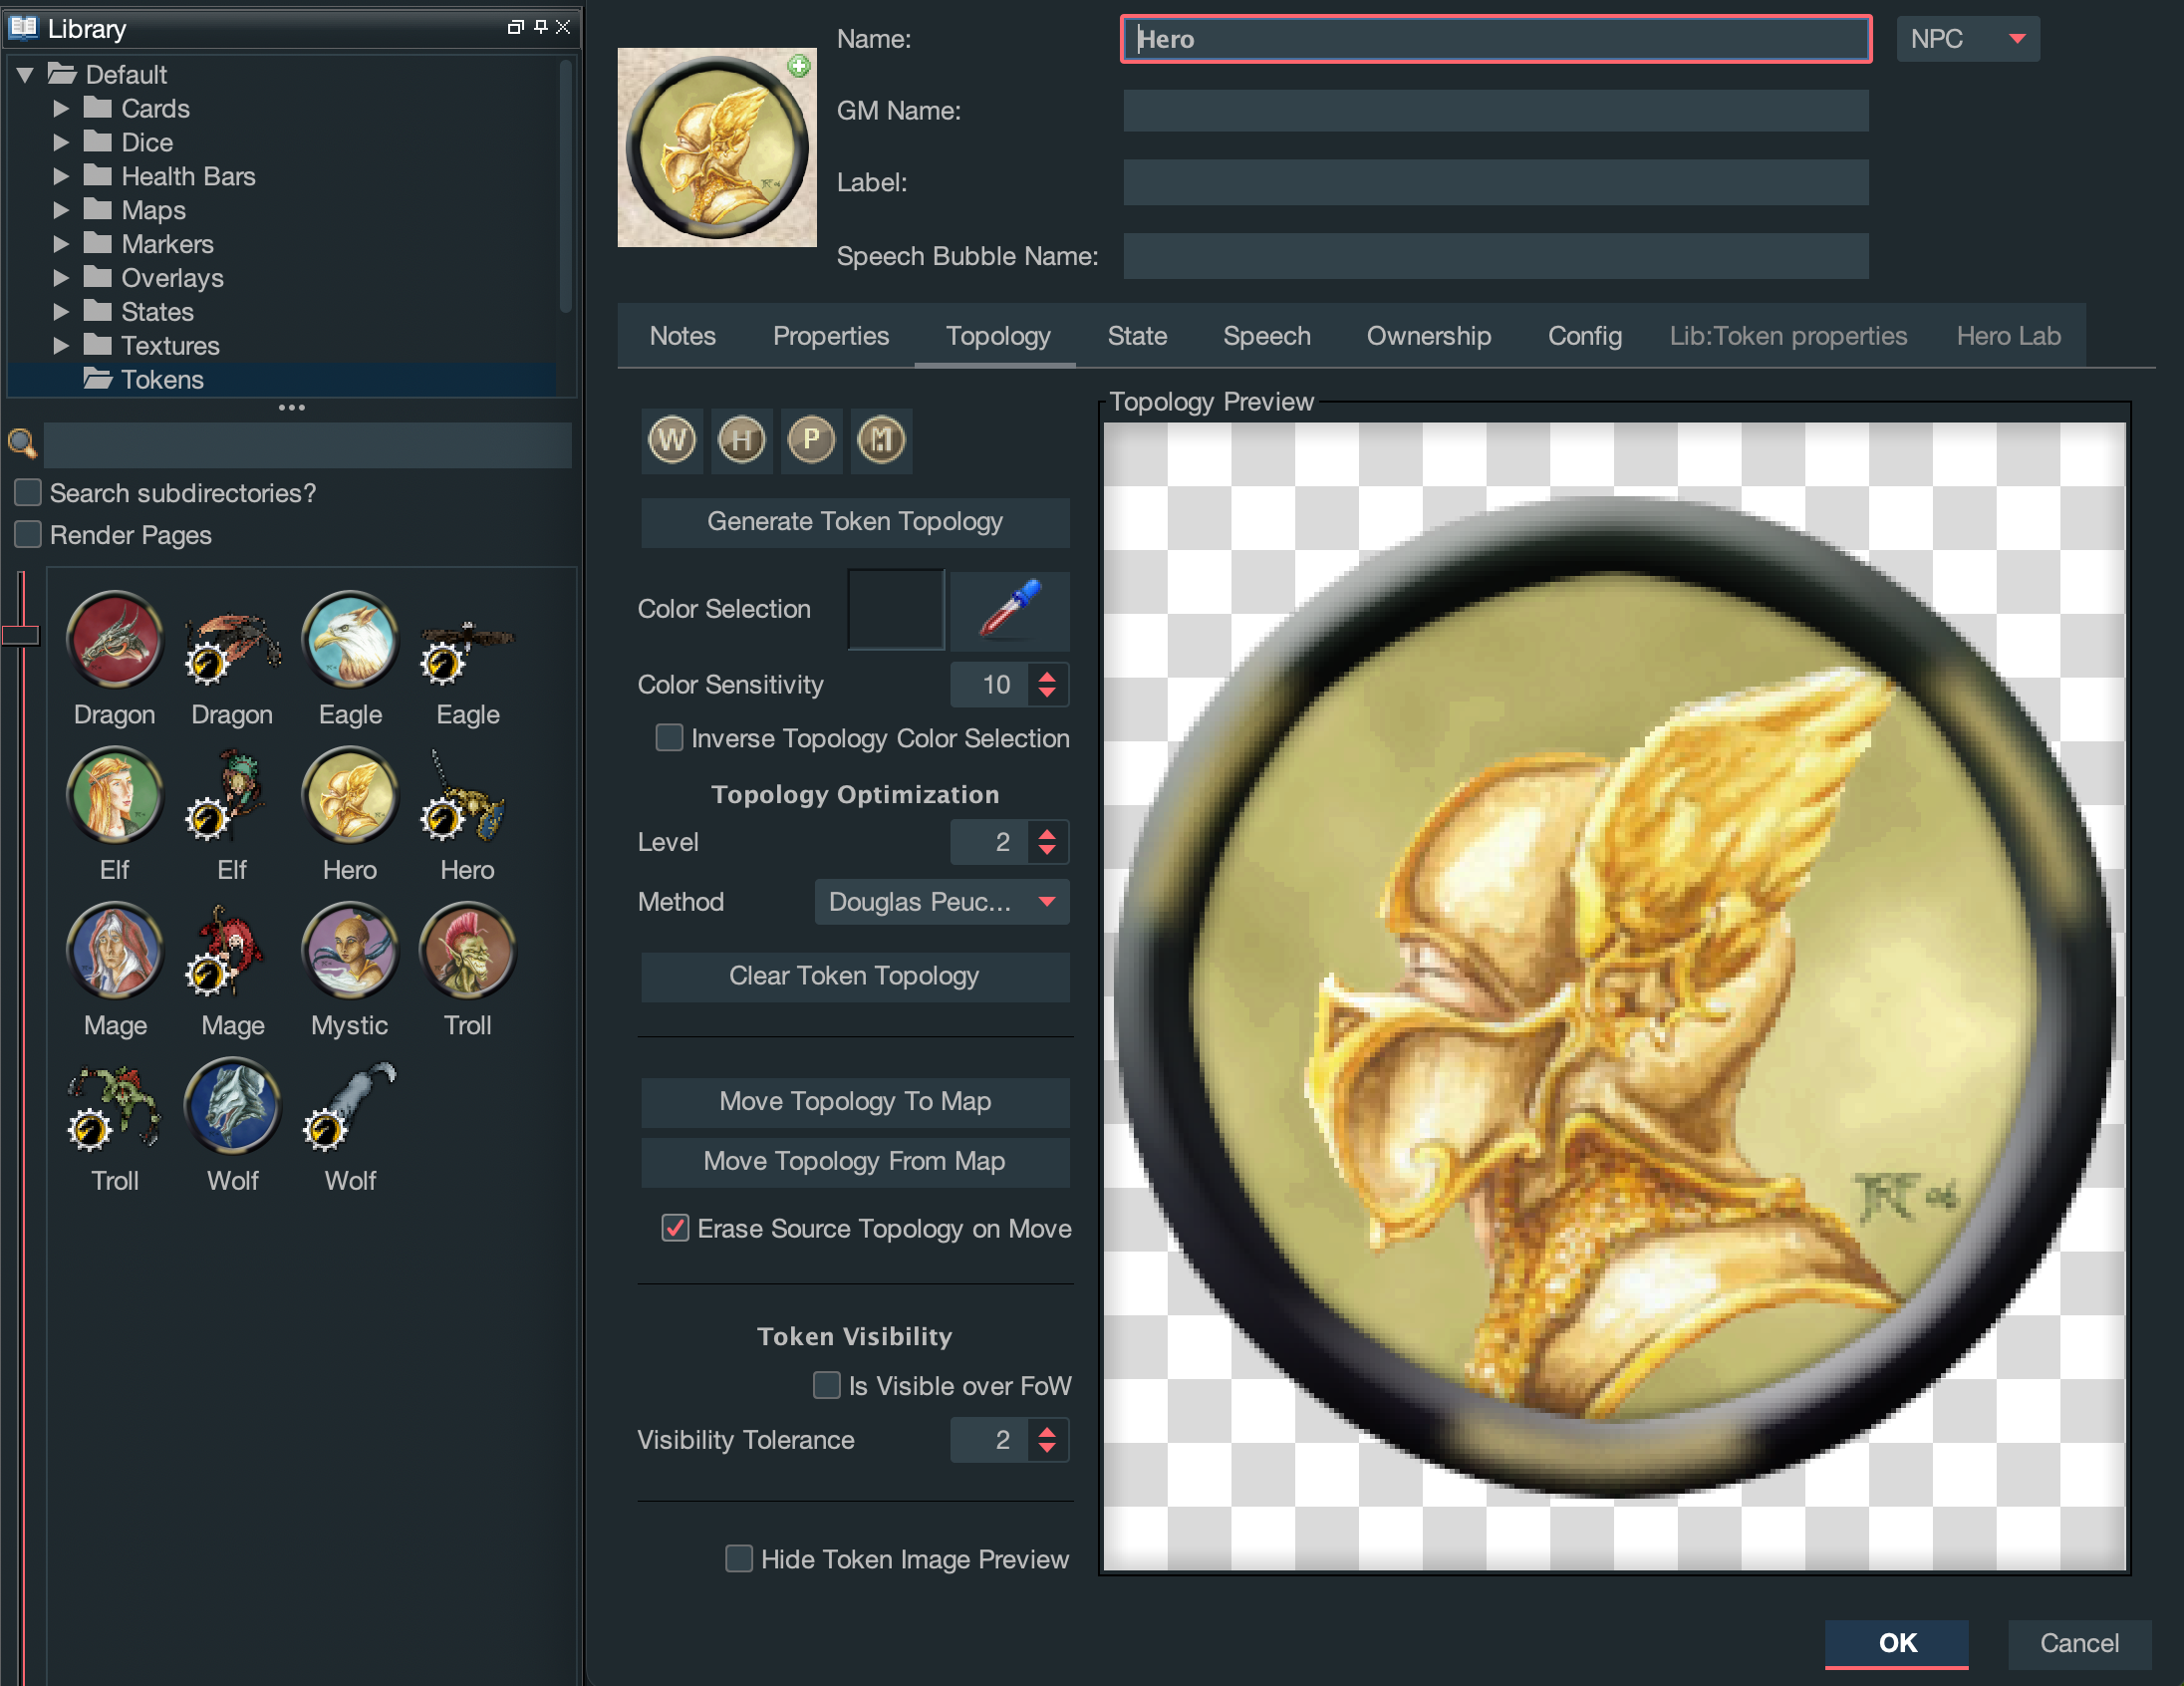 Library
Default
Cards
Dice
Health Bars
Maps
Markers
Overlays
States
Textures
Tokens
Search subdirectories?
Render Pages
Dragon Dragon Eagle Eagle
Elf Elf Hero Hero
Mage Mage Mystic Troll
Troll Wolf Wolf
Name: Hero NPC
GM Name:
Label:
Speech Bubble Name:
Notes Properties Topology State Speech Ownership Config Lib:Token properties Hero Lab
W H P M
Generate Token Topology
Color Selection
Color Sensitivity 10
Inverse Topology Color Selection
Topology Optimization
Level 2
Method Douglas Peuc...
Clear Token Topology
Move Topology To Map
Move Topology From Map
Erase Source Topology on Move
Token Visibility
Is Visible over FoW
Visibility Tolerance 2
Hide Token Image Preview
Topology Preview
OK Cancel